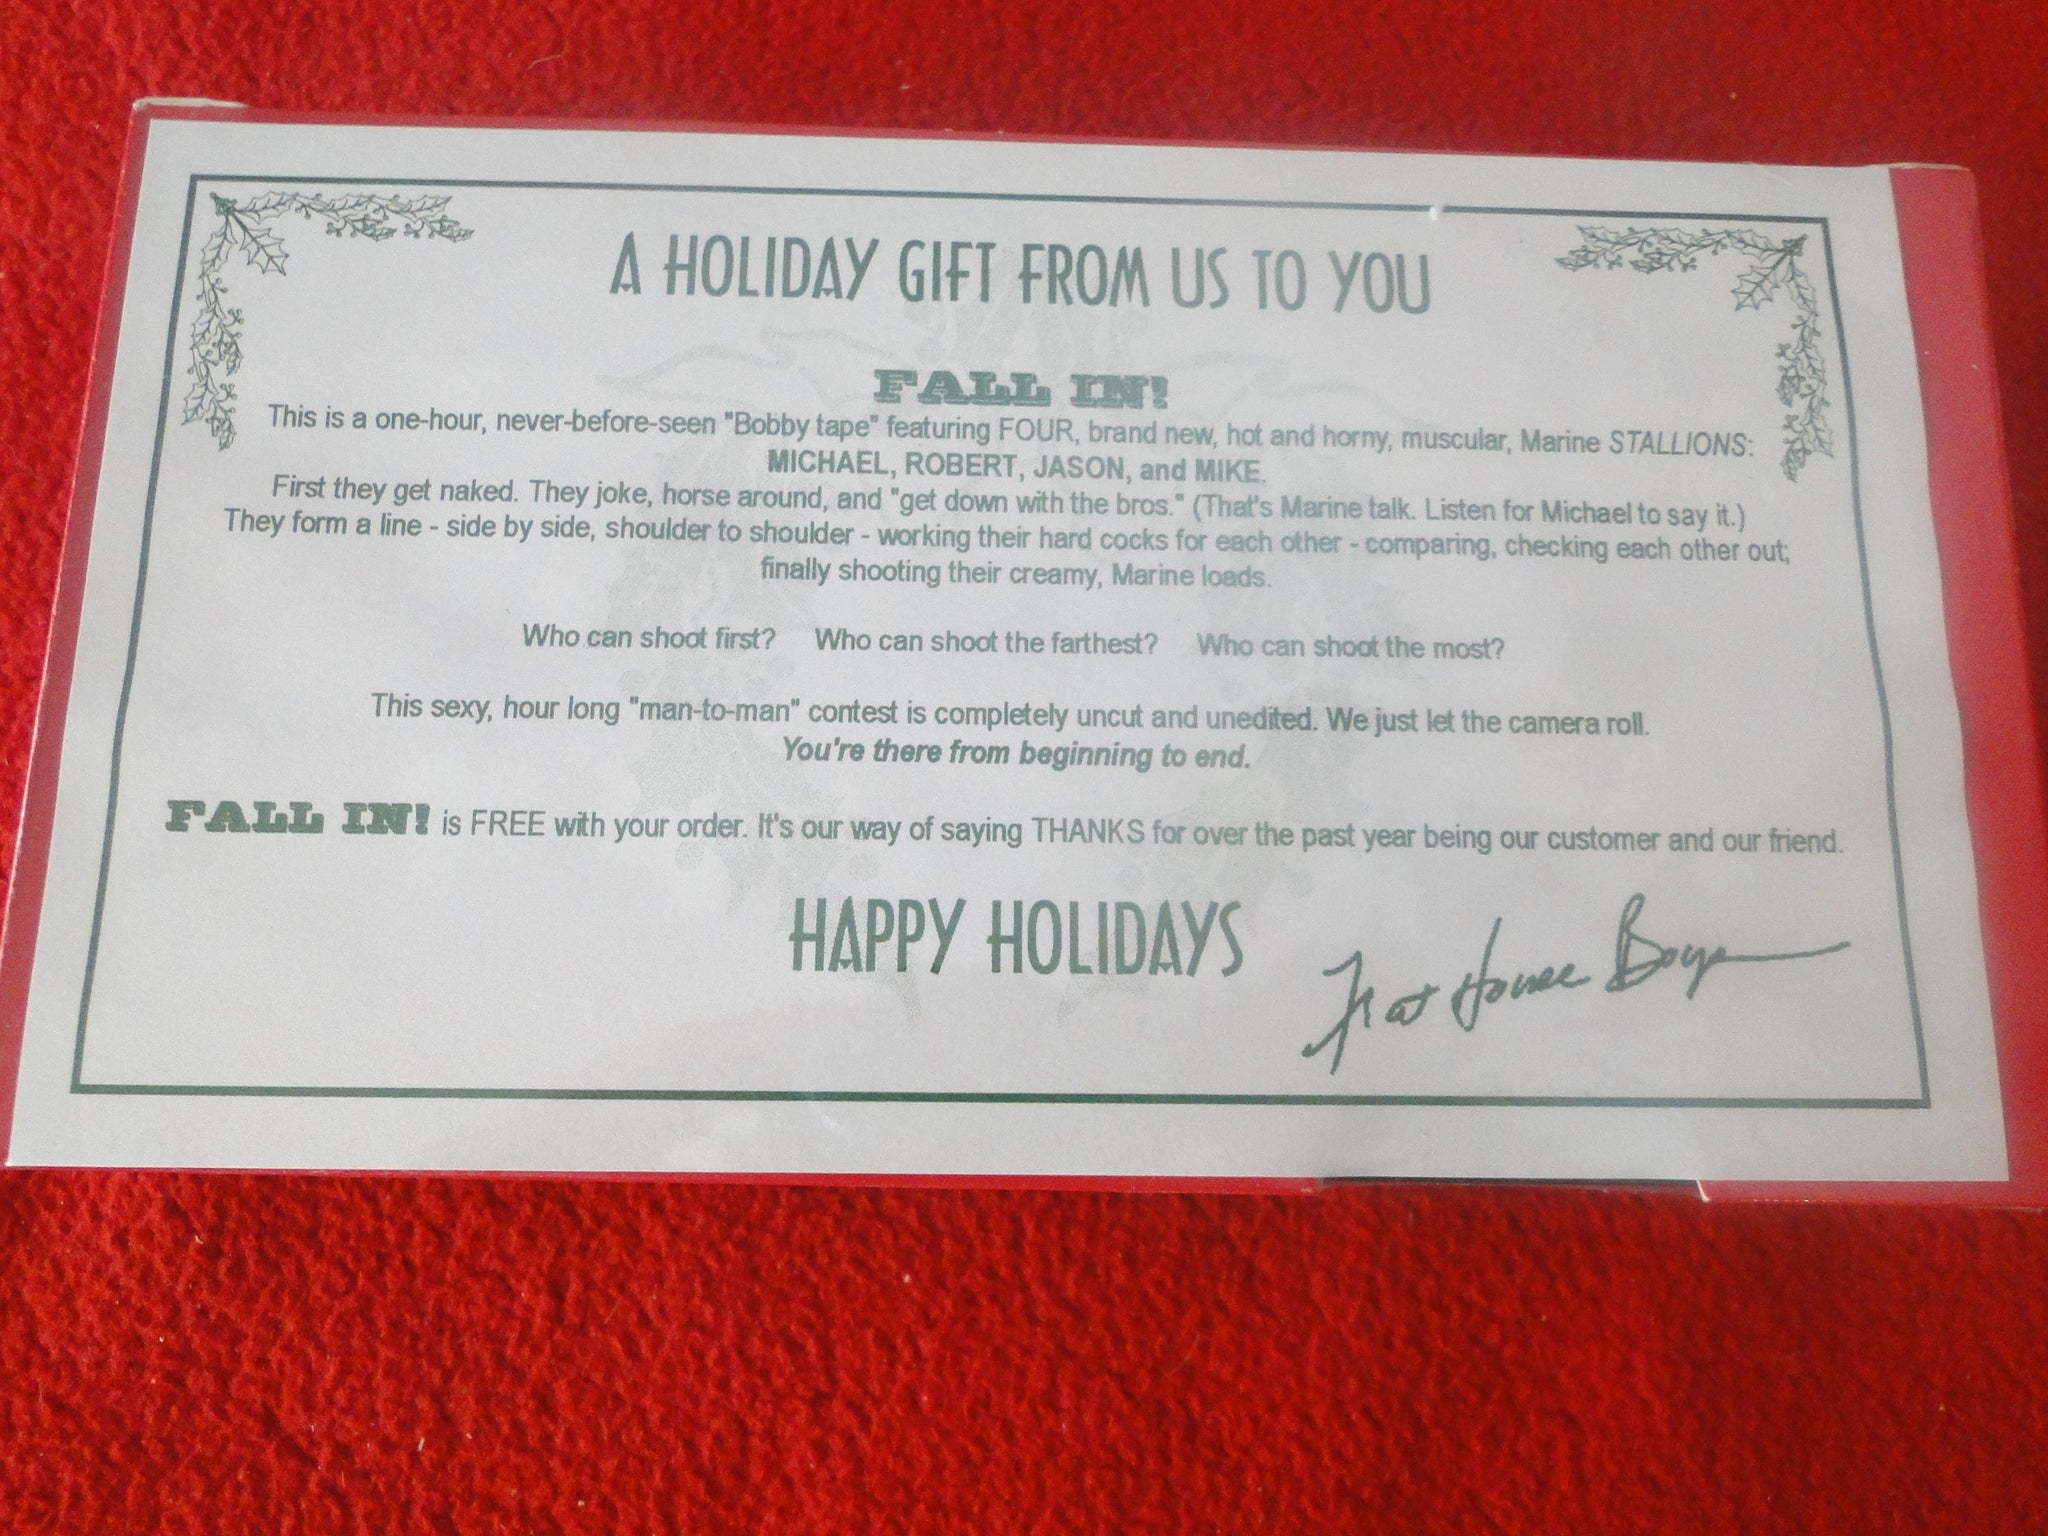 A HOLIDAY GIFT FROM US TO YOU
FALL IN!
This is a one-hour, never-before-seen "Bobby tape" featuring FOUR, brand new, hot and horny, muscular, Marine STALLIONS:
MICHAEL, ROBERT, JASON, and MIKE.
First they get naked. They joke, horse around, and "get down with the bros." (That's Marine talk. Listen for Michael to say it.)
They form a line - side by side, shoulder to shoulder - working their hard cocks for each other - comparing, checking each other out;
finally shooting their creamy, Marine loads.
Who can shoot first? Who can shoot the farthest? Who can shoot the most?
This sexy, hour long "man-to-man" contest is completely uncut and unedited. We just let the camera roll.
You're there from beginning to end.
FALL IN! is FREE with your order. It's our way of saying THANKS for over the past year being our customer and our friend.
HAPPY HOLIDAYS
Frat House Boys